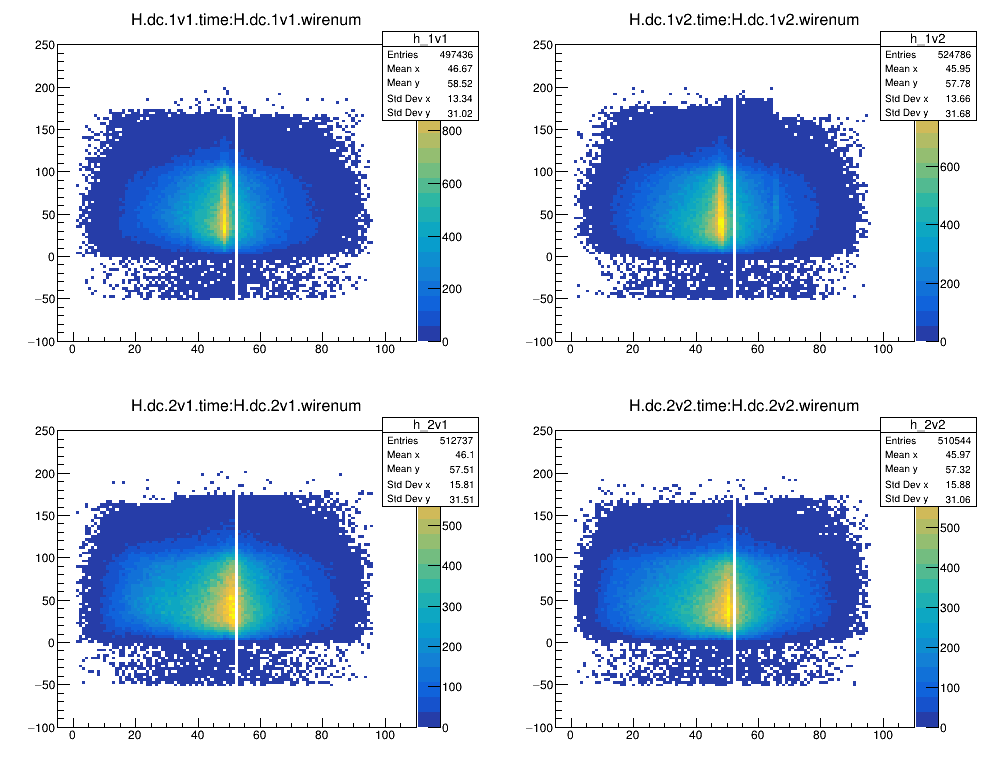 H.dc.1v1.time:H.dc.1v1.wirenum
h_1v1
Entries 497436
Mean x 46.67
Mean y 58.52
Std Dev x 13.34
Std Dev y 31.02
250
200
150
100
50
0
−50
−100
0 20 40 60 80 100
800
600
400
200
0
H.dc.1v2.time:H.dc.1v2.wirenum
h_1v2
Entries 524786
Mean x 45.95
Mean y 57.78
Std Dev x 13.66
Std Dev y 31.68
250
200
150
100
50
0
−50
−100
0 20 40 60 80 100
600
400
200
0
H.dc.2v1.time:H.dc.2v1.wirenum
h_2v1
Entries 512737
Mean x 46.1
Mean y 57.51
Std Dev x 15.81
Std Dev y 31.51
250
200
150
100
50
0
−50
−100
0 20 40 60 80 100
500
400
300
200
100
0
H.dc.2v2.time:H.dc.2v2.wirenum
h_2v2
Entries 510544
Mean x 45.97
Mean y 57.32
Std Dev x 15.88
Std Dev y 31.06
250
200
150
100
50
0
−50
−100
0 20 40 60 80 100
500
400
300
200
100
0